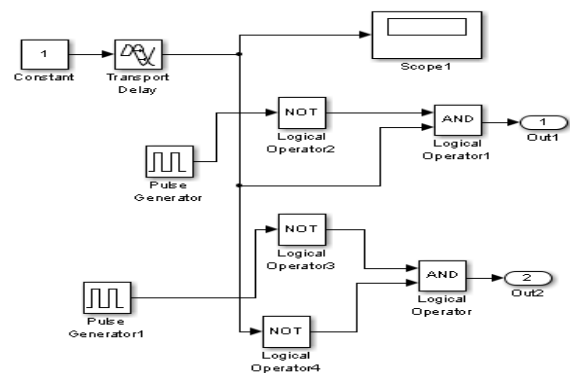 1
Constant
Transport
Delay
Scope1
NOT
Logical
Operator2
AND
Logical
Operator1
1
Out1
Pulse
Generator
NOT
Logical
Operator3
AND
Logical
Operator
2
Out2
Pulse
Generator1
NOT
Logical
Operator4